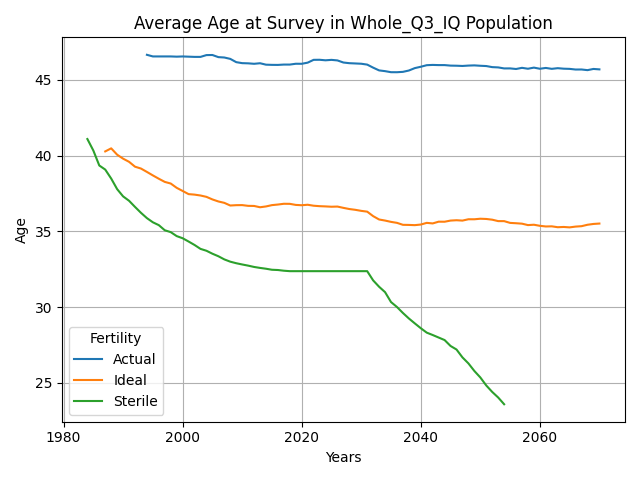 Average Age at Survey in Whole_Q3_IQ Population
Age
45
40
35
30
25
Fertility
Actual
Ideal
Sterile
1980
2000
2020
2040
2060
Years